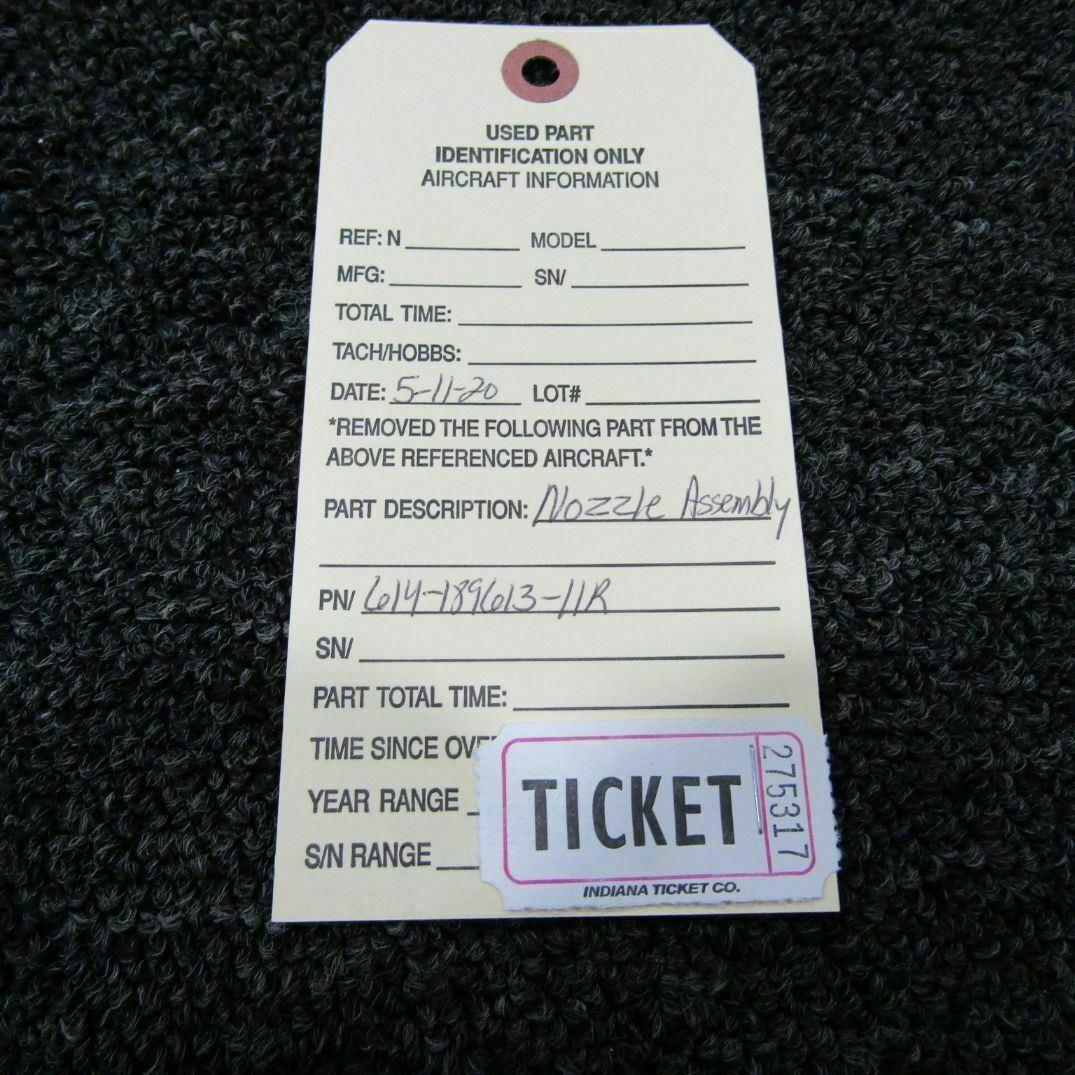 USED PART
IDENTIFICATION ONLY
AIRCRAFT INFORMATION
REF: N MODEL
MFG: SN/
TOTAL TIME:
TACH/HOBBS:
DATE: 5-11-20 LOT#
*REMOVED THE FOLLOWING PART FROM THE
ABOVE REFERENCED AIRCRAFT.*
PART DESCRIPTION: Nozzle Assembly
PN/ 614-189613-11R
SN/
PART TOTAL TIME:
TIME SINCE
YEAR RANGE
S/N RANGE
TICKET
275317
INDIANA TICKET CO.